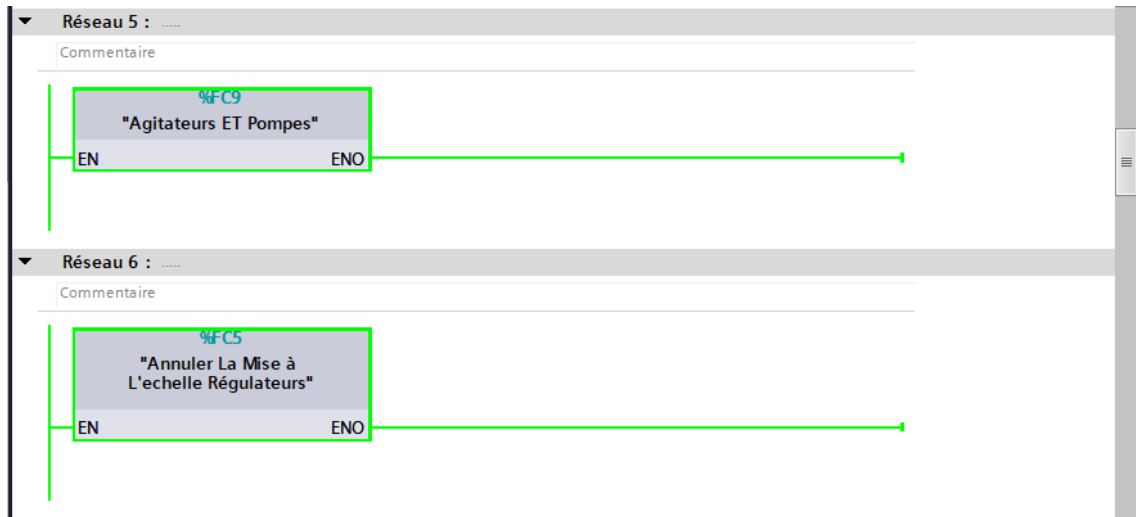 Réseau 5 : .....
Commentaire
%FC9
"Agitateurs ET Pompes"
EN ENO
Réseau 6 : .....
Commentaire
%FC5
"Annuler La Mise à
L'echelle Régulateurs"
EN ENO